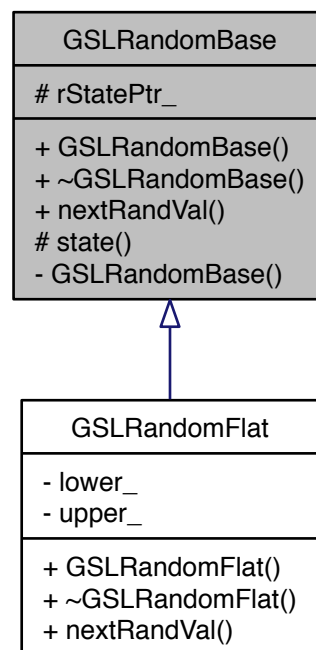 GSLRandomBase
# rStatePtr_
+ GSLRandomBase()
+ ~GSLRandomBase()
+ nextRandVal()
# state()
- GSLRandomBase()
GSLRandomFlat
- lower_
- upper_
+ GSLRandomFlat()
+ ~GSLRandomFlat()
+ nextRandVal()